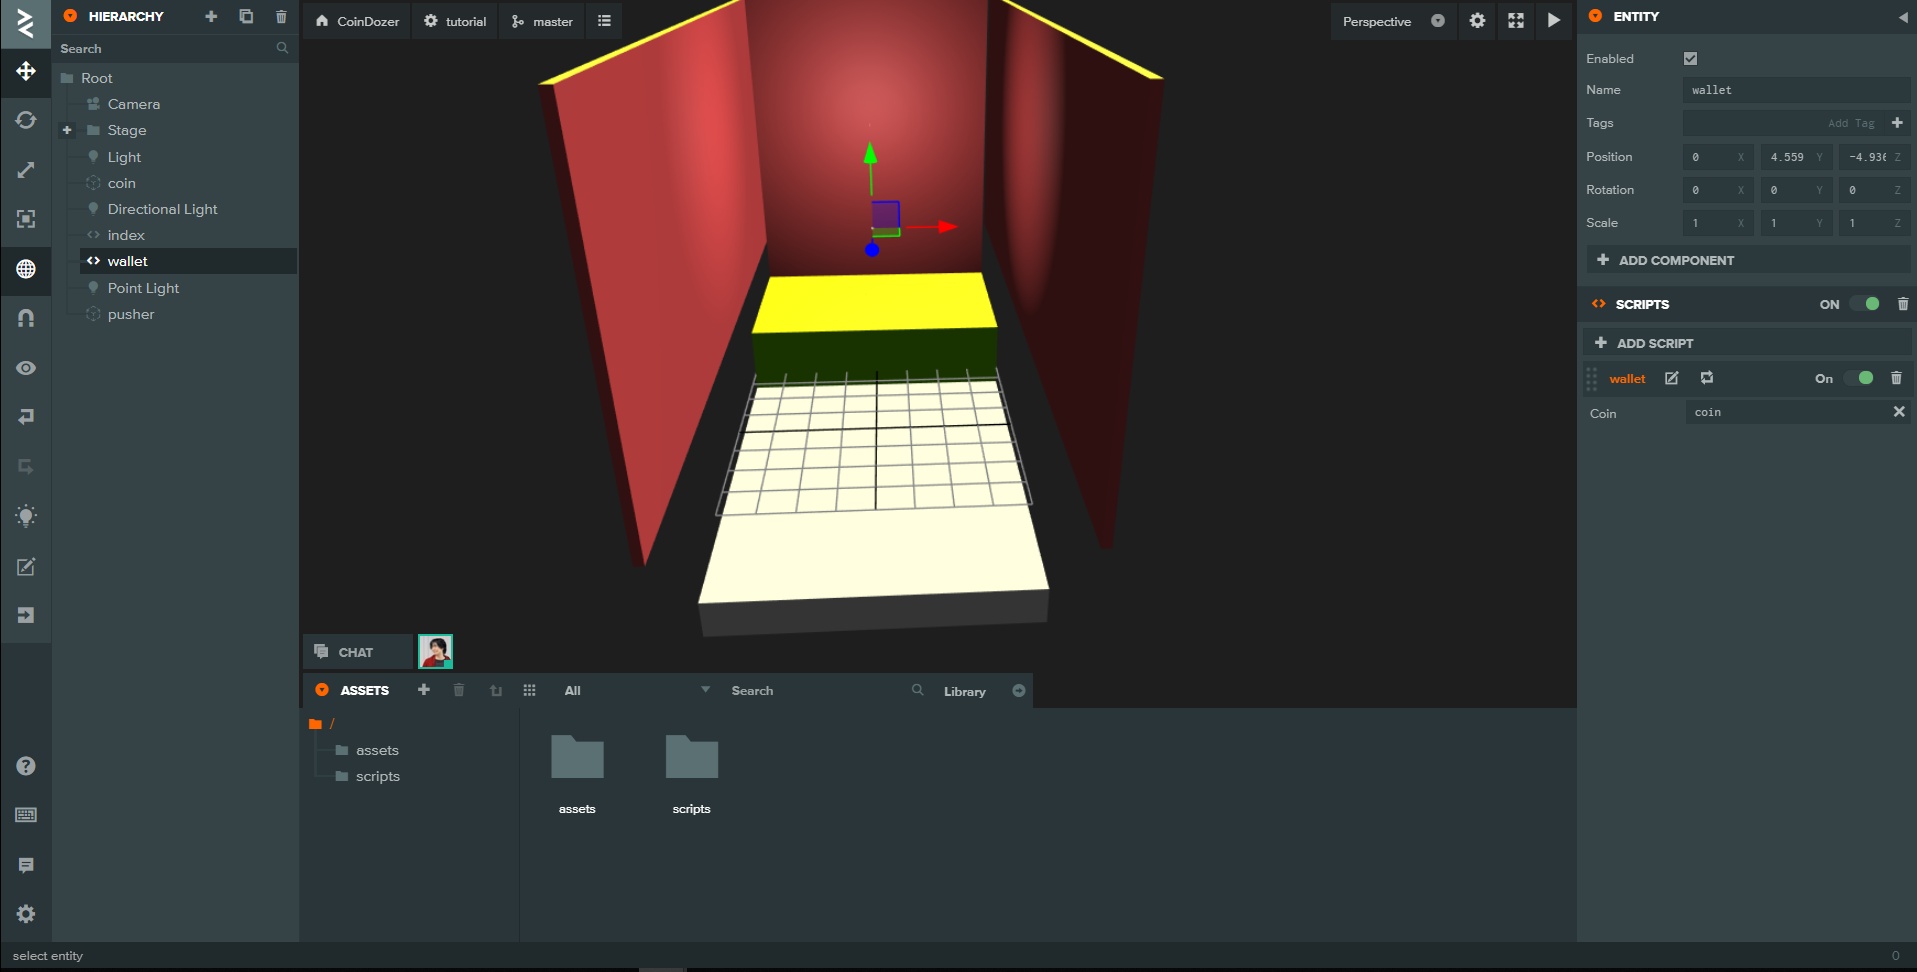 HIERARCHY
Search
Root
Camera
Stage
Light
coin
Directional Light
index
wallet
Point Light
pusher
CoinDozer
tutorial
master
Perspective
CHAT
ASSETS
All
Search
Library
/
assets
scripts
assets
scripts
ENTITY
Enabled
Name wallet
Tags Add Tag
Position 0 X 4.559 Y -4.936 Z
Rotation 0 X 0 Y 0 Z
Scale 1 X 1 Y 1 Z
ADD COMPONENT
SCRIPTS ON
ADD SCRIPT
wallet On
Coin coin
select entity 0